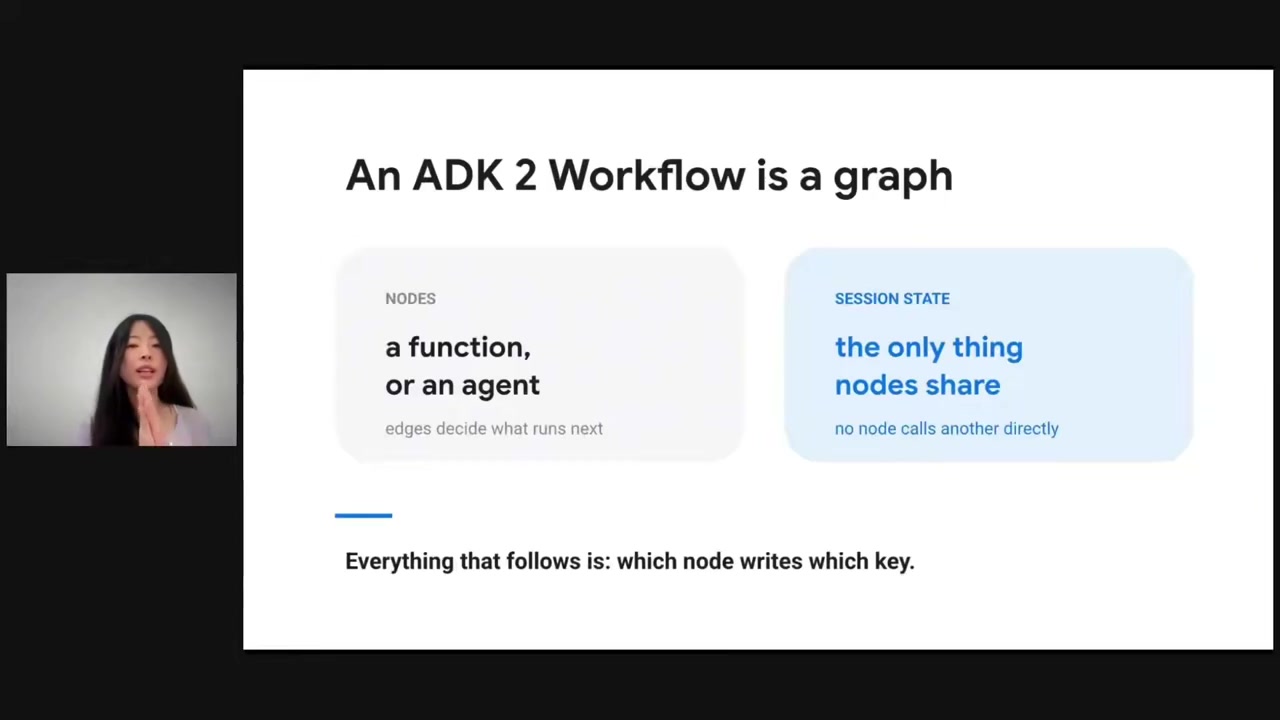 An ADK 2 Workflow is a graph
NODES
a function,
or an agent
edges decide what runs next
SESSION STATE
the only thing
nodes share
no node calls another directly
Everything that follows is: which node writes which key.